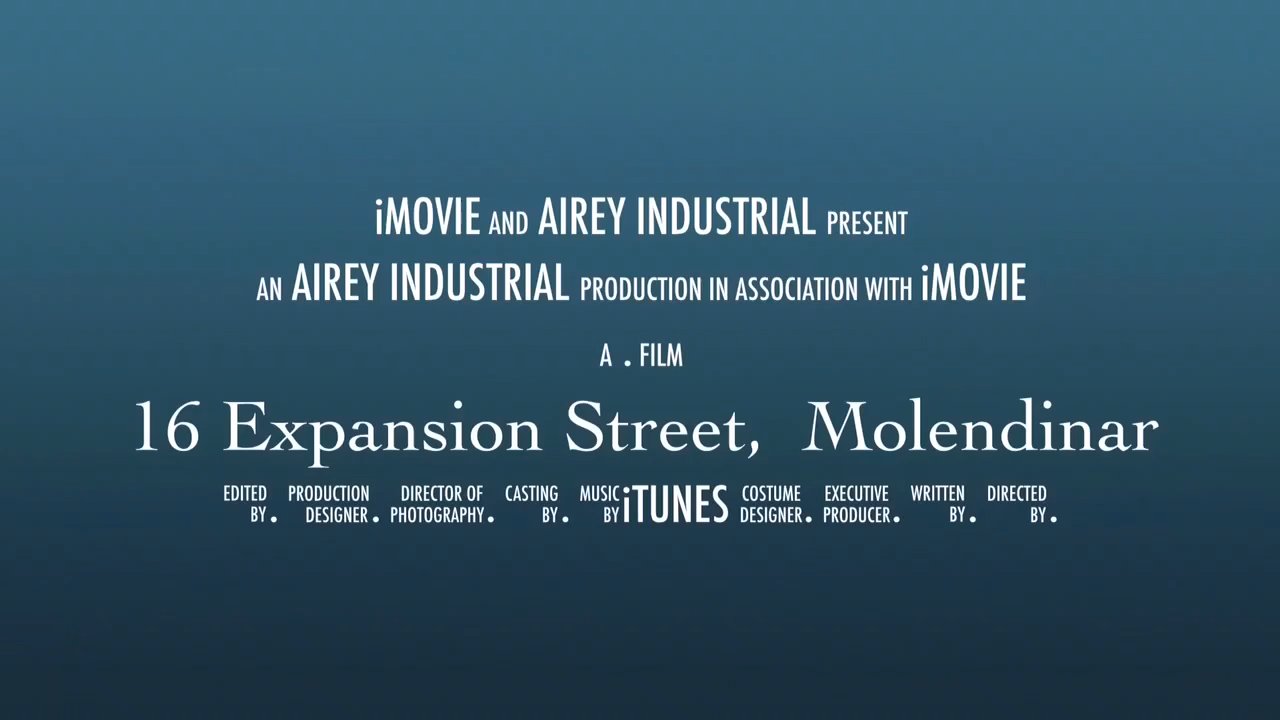 iMOVIE AND AIREY INDUSTRIAL PRESENT
AN AIREY INDUSTRIAL PRODUCTION IN ASSOCIATION WITH iMOVIE
A . FILM
16 Expansion Street, Molendinar
EDITED BY . PRODUCTION DESIGNER . DIRECTOR OF PHOTOGRAPHY . CASTING BY . MUSIC BY iTUNES COSTUME DESIGNER . EXECUTIVE PRODUCER . WRITTEN BY . DIRECTED BY .